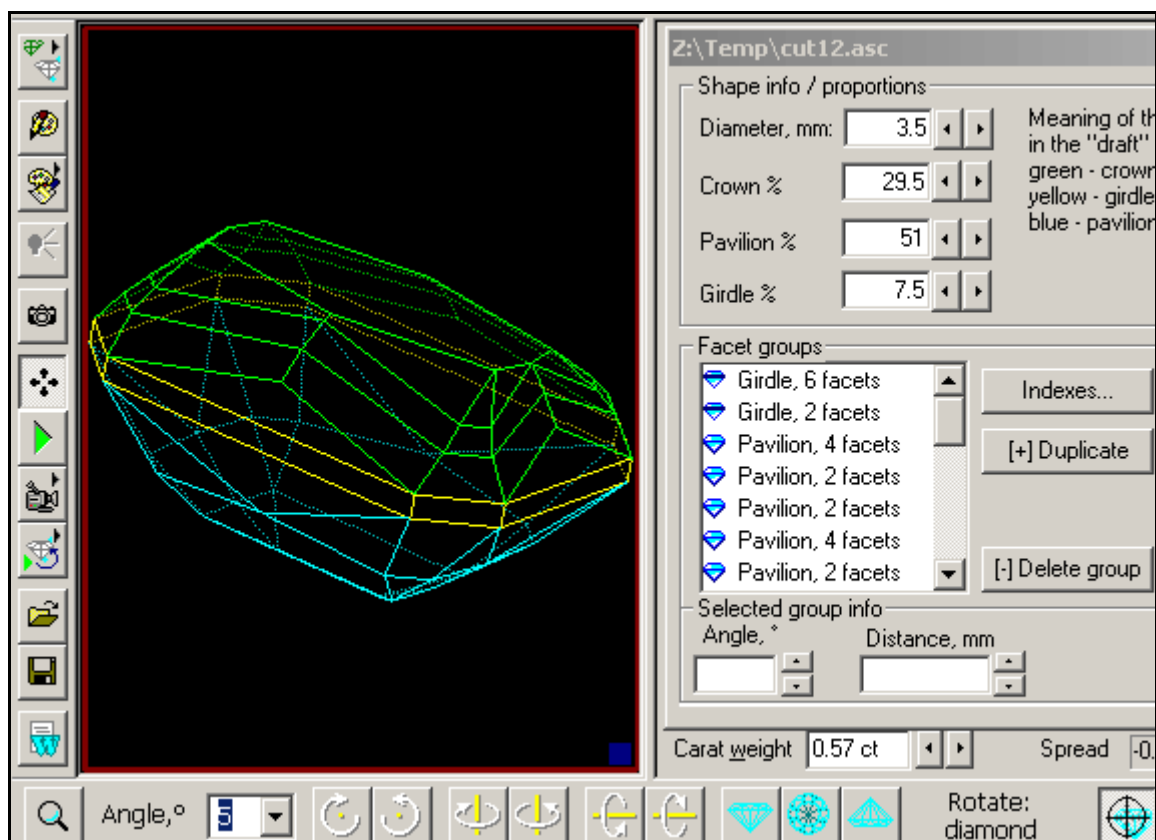 Z:\Temp\cut12.asc
Shape info / proportions
Diameter, mm: 3.5
Crown % 29.5
Pavilion % 51
Girdle % 7.5
Meaning of th
in the "draft"
green - crown
yellow - girdle
blue - pavilion
Facet groups
Girdle, 6 facets
Girdle, 2 facets
Pavilion, 4 facets
Pavilion, 2 facets
Pavilion, 2 facets
Pavilion, 4 facets
Pavilion, 2 facets
Indexes...
[+] Duplicate
[-] Delete group
Selected group info
Angle, ° Distance, mm
Carat weight 0.57 ct Spread -0.
Angle,º 5 Rotate:
diamond